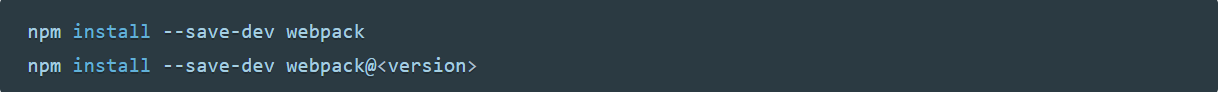 npm install --save-dev webpack
npm install --save-dev webpack@<version>